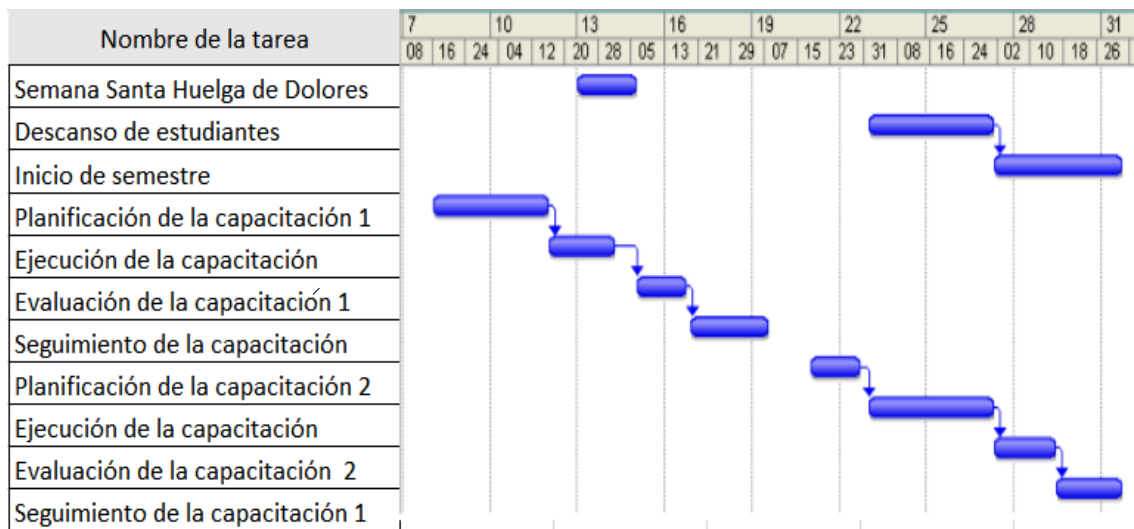 Nombre de la tarea
7 10 13 16 19 22 25 28 31
08 16 24 04 12 20 28 05 13 21 29 07 15 23 31 08 16 24 02 10 18 26
Semana Santa Huelga de Dolores
Descanso de estudiantes
Inicio de semestre
Planificación de la capacitación 1
Ejecución de la capacitación
Evaluación de la capacitación 1
Seguimiento de la capacitación
Planificación de la capacitación 2
Ejecución de la capacitación
Evaluación de la capacitación 2
Seguimiento de la capacitación 1